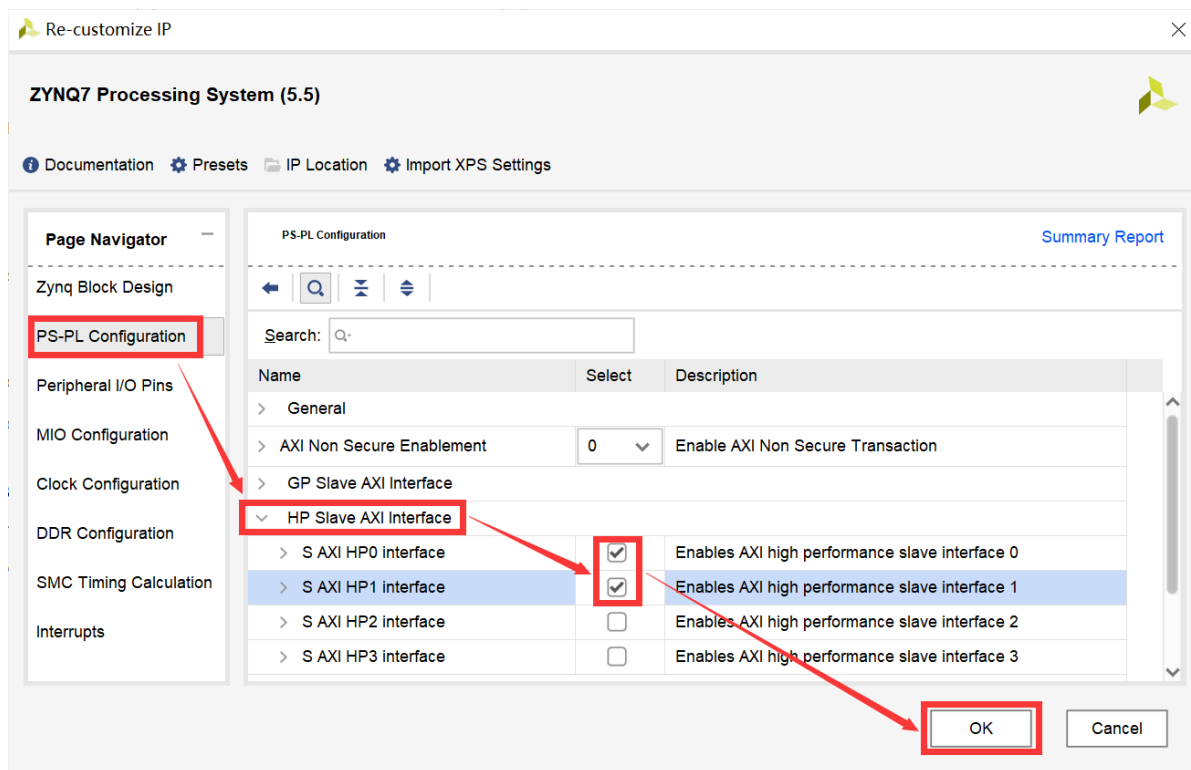 Re-customize IP
ZYNQ7 Processing System (5.5)
Documentation Presets IP Location Import XPS Settings
Page Navigator
Zynq Block Design
PS-PL Configuration
Peripheral I/O Pins
MIO Configuration
Clock Configuration
DDR Configuration
SMC Timing Calculation
Interrupts
PS-PL Configuration Summary Report
Search:
Name Select Description
General
AXI Non Secure Enablement 0 Enable AXI Non Secure Transaction
GP Slave AXI Interface
HP Slave AXI Interface
S AXI HP0 interface Enables AXI high performance slave interface 0
S AXI HP1 interface Enables AXI high performance slave interface 1
S AXI HP2 interface Enables AXI high performance slave interface 2
S AXI HP3 interface Enables AXI high performance slave interface 3
OK Cancel